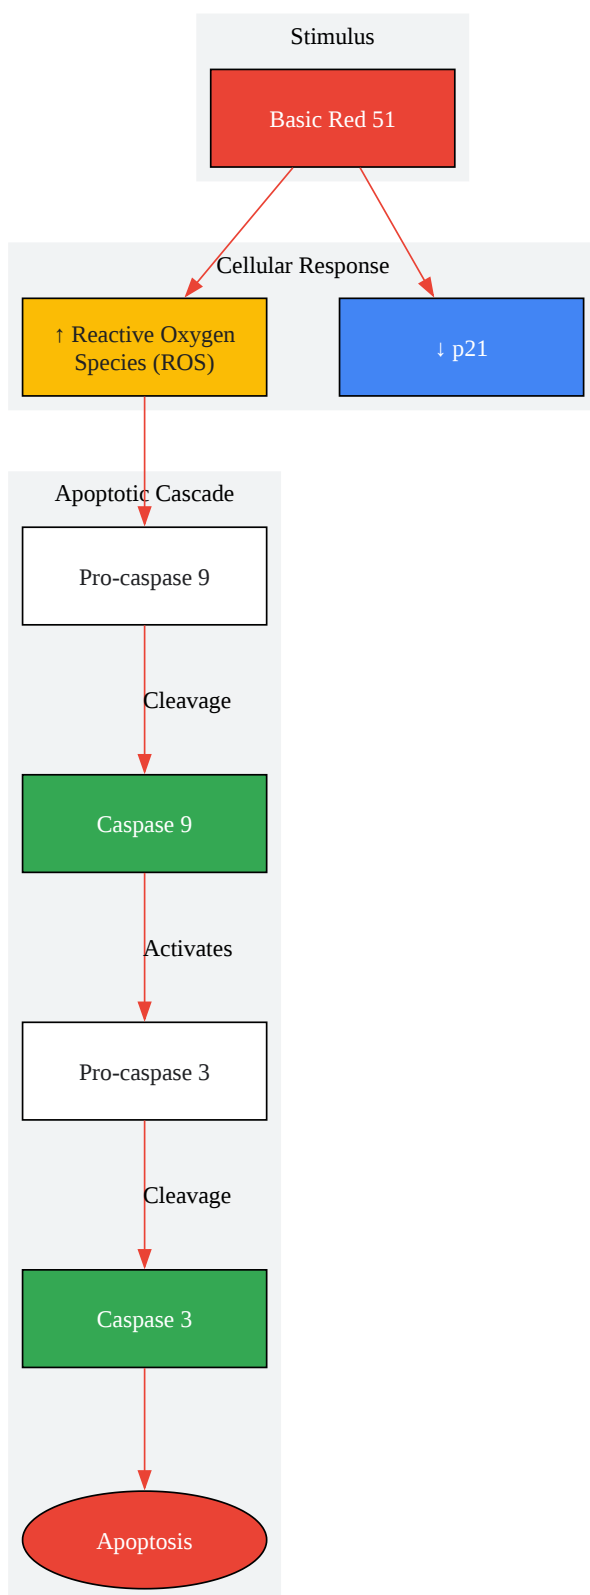 Stimulus
Basic Red 51
Cellular Response
↑ Reactive Oxygen
Species (ROS)
↓ p21
Apoptotic Cascade
Pro-caspase 9
Cleavage
Caspase 9
Activates
Pro-caspase 3
Cleavage
Caspase 3
Apoptosis